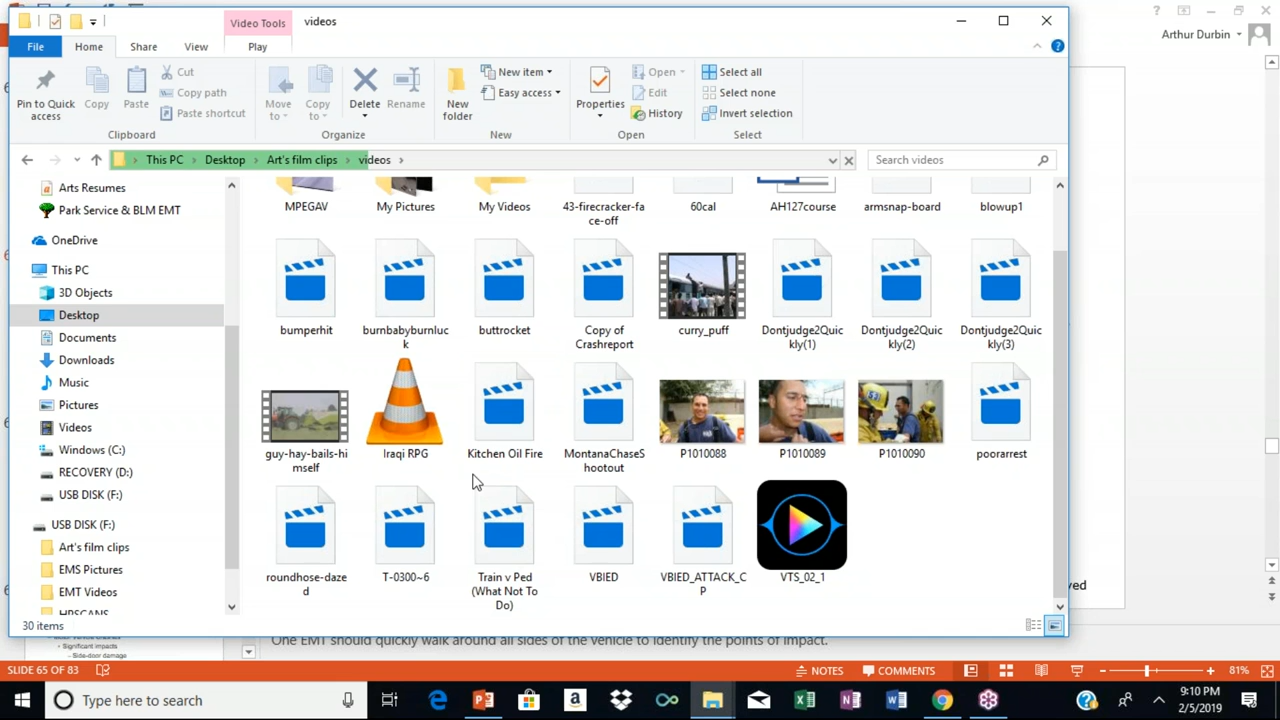 Video Tools
videos
Arthur Durbin
File
Home
Share
View
Play
Pin to Quick
access
Copy
Paste
Cut
Copy path
Paste shortcut
Move
to
Copy
to
Delete
Rename
New
folder
New item
Easy access
Properties
Open
Edit
History
Select all
Select none
Invert selection
Clipboard
Organize
New
Open
Select
This PC
Desktop
Art's film clips
videos
Search videos
Arts Resumes
Park Service & BLM EMT
OneDrive
This PC
3D Objects
Desktop
Documents
Downloads
Music
Pictures
Videos
Windows (C:)
RECOVERY (D:)
USB DISK (F:)
USB DISK (F:)
Art's film clips
EMS Pictures
EMT Videos
HPSCANS
MPEGAV
My Pictures
My Videos
43-firecracker-fa
ce-off
60cal
AH127course
armsnap-board
blowup1
bumperhit
burnbabyburnluc
k
buttrocket
Copy of
Crashreport
curry_puff
Dontjudge2Quic
kly(1)
Dontjudge2Quic
kly(2)
Dontjudge2Quic
kly(3)
guy-hay-bails-hi
mself
Iraqi RPG
Kitchen Oil Fire
MontanaChaseS
hootout
P1010088
P1010089
P1010090
poorarrest
roundhose-daze
d
T-0300~6
Train v Ped
(What Not To
Do)
VBIED
VBIED_ATTACK_C
P
VTS_02_1
30 items
ved
One EMT should quickly walk around all sides of the vehicle to identify the points of impact.
Significant impacts
Side-door damage
SLIDE 65 OF 83
NOTES
COMMENTS
81%
Type here to search
9:10 PM
2/5/2019